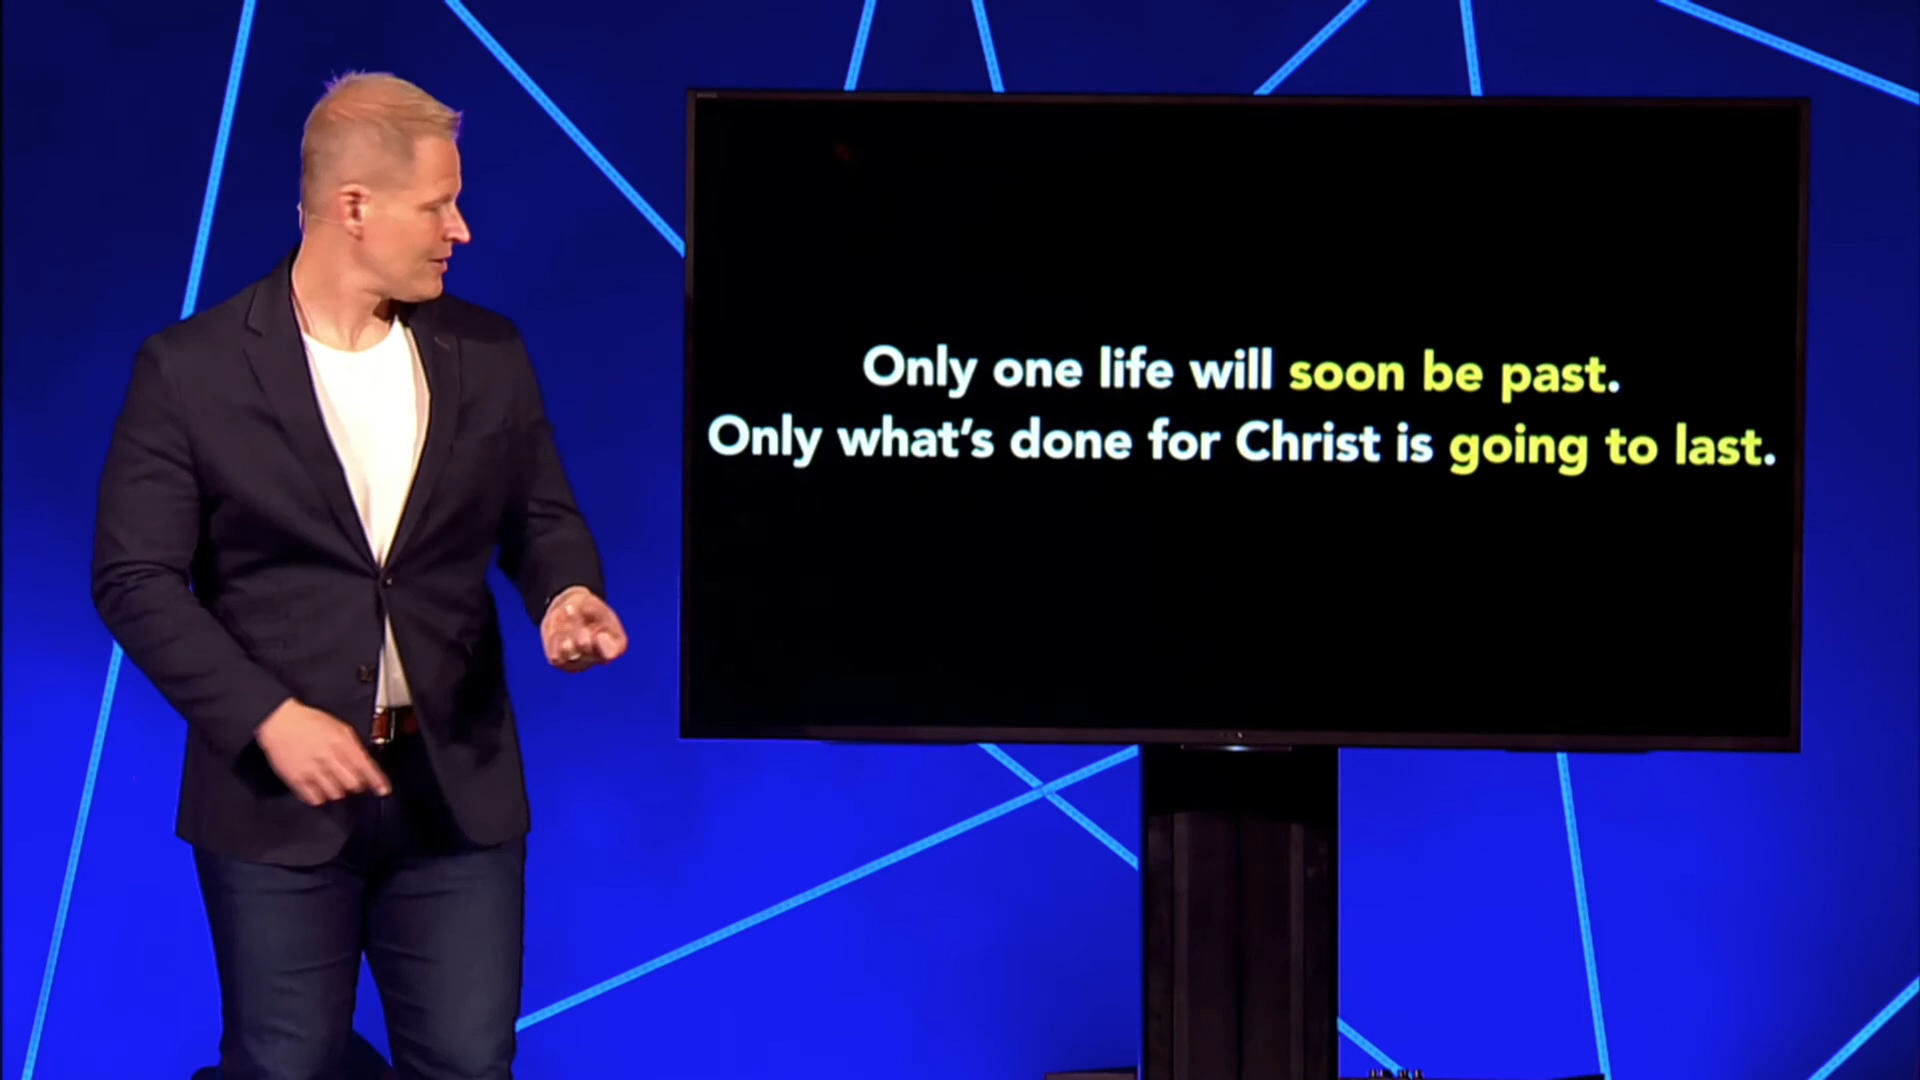 Only one life will soon be past.
Only what's done for Christ is going to last.